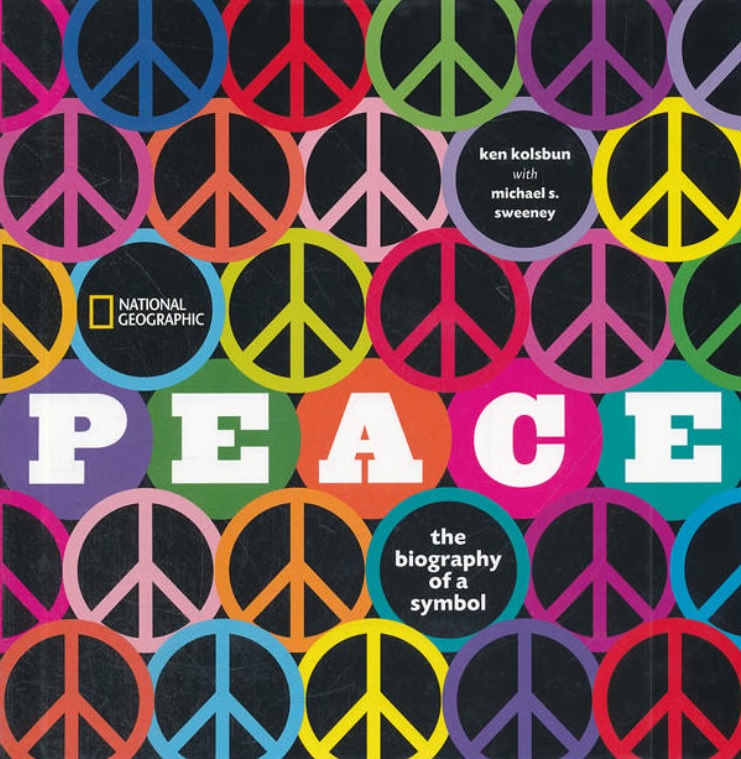 ken kolsbun
with
michael s.
sweeney
NATIONAL
GEOGRAPHIC
PEACE
the
biography
of a
symbol